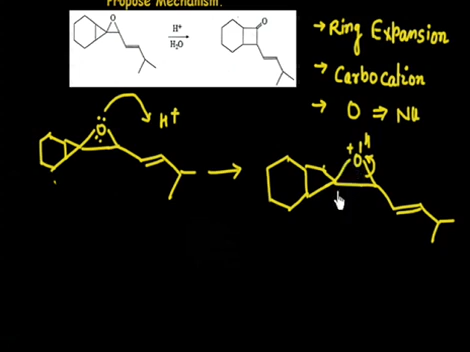 Propose Mechanism:
O
H⁺
H₂O
O
→ Ring Expansion
→ Carbocation
→ O ⇒ Nu
:Ö:
H⁺
+
H
O